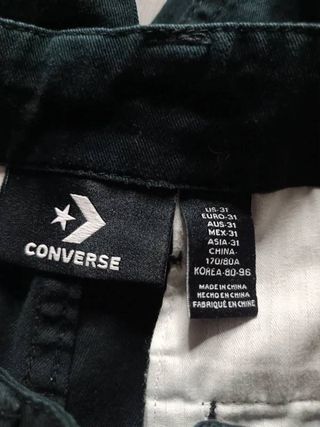 CONVERSE
US-31
EURO-31
AUS-31
MEX-31
ASIA-31
CHINA-
170/80A
KOREA-80-96
MADE IN CHINA
HECHO EN CHINA
FABRIQUÉ EN CHINE